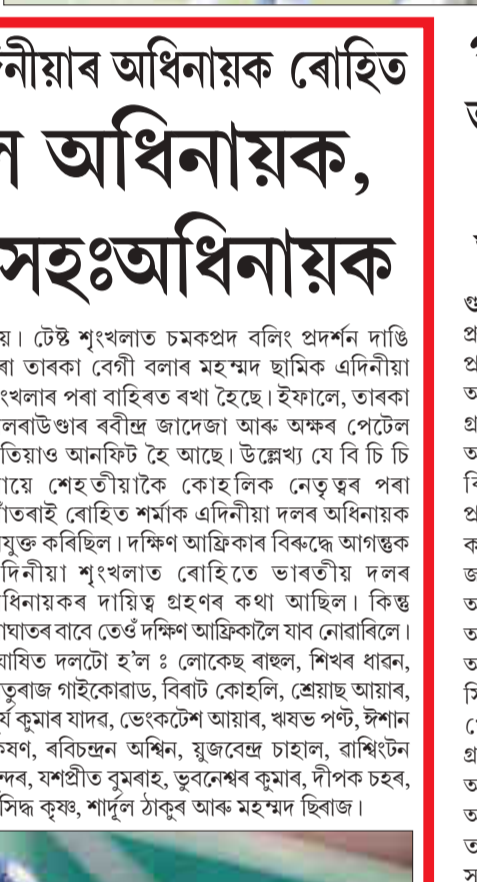 ৰ্দিনীয়াৰ অধিনায়ক ৰোহিত
অধিনায়ক,
সহঃঅধিনায়ক
য়। টেষ্ট শৃংখলাত চমকপ্ৰদ বলিং প্ৰদৰ্শন দাঙি
ৰা তাৰকা বেগী বলাৰ মহম্মদ ছামিক এদিনীয়া
ংখলাৰ পৰা বাহিৰত ৰখা হৈছে। ইফালে, তাৰকা
লৰাউণ্ডাৰ ৰবীন্দ্ৰ জাদেজা আৰু অক্ষৰ পেটেল
তিয়াও আনফিট হৈ আছে। উল্লেখ্য যে বি চি চি
ায়ে শেহতীয়াকৈ কোহলিক নেতৃত্বৰ পৰা
াঁতৰাই ৰোহিত শৰ্মাক এদিনীয়া দলৰ অধিনায়ক
যুক্ত কৰিছিল। দক্ষিণ আফ্ৰিকাৰ বিৰুদ্ধে আগন্তুক
দিনীয়া শৃংখলাত ৰোহিতে ভাৰতীয় দলৰ
ধিনায়কৰ দায়িত্ব গ্ৰহণৰ কথা আছিল। কিন্তু
াঘাতৰ বাবে তেওঁ দক্ষিণ আফ্ৰিকালৈ যাব নোৱাৰিলে।
োষিত দলটো হ'ল ঃ লোকেছ ৰাহুল, শিখৰ ধাৱন,
তুৰাজ গাইকোৱাড, বিৰাট কোহলি, শ্ৰেয়াছ আয়াৰ,
ূৰ্য কুমাৰ যাদৱ, ভেংকটেশ আয়াৰ, ঋষভ পণ্ট, ঈশান
িষণ, ৰবিচন্দ্ৰন অশ্বিন, যুজবেন্দ্ৰ চাহাল, ৱাশ্বিংটন
ন্দৰ, যশপ্ৰীত বুমৰাহ, ভুবনেশ্বৰ কুমাৰ, দীপক চহৰ,
সিদ্ধ কৃষ্ণ, শাৰ্দূল ঠাকুৰ আৰু মহম্মদ ছিৰাজ।